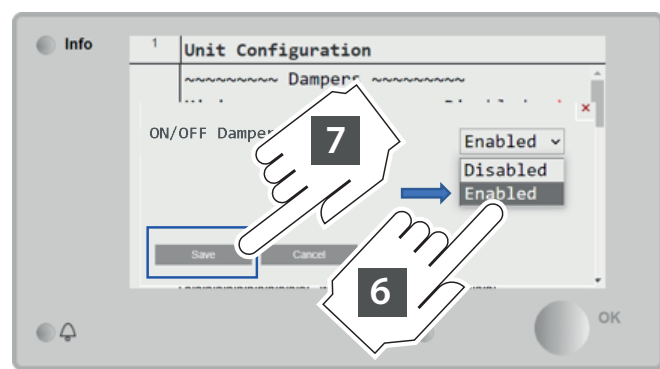 Info
1
Unit Configuration
~~~~~~~~~ Dampers ~~~~~~~~~
×
ON/OFF Damper
7
Enabled
Disabled
Enabled
Save Cancel
6
OK